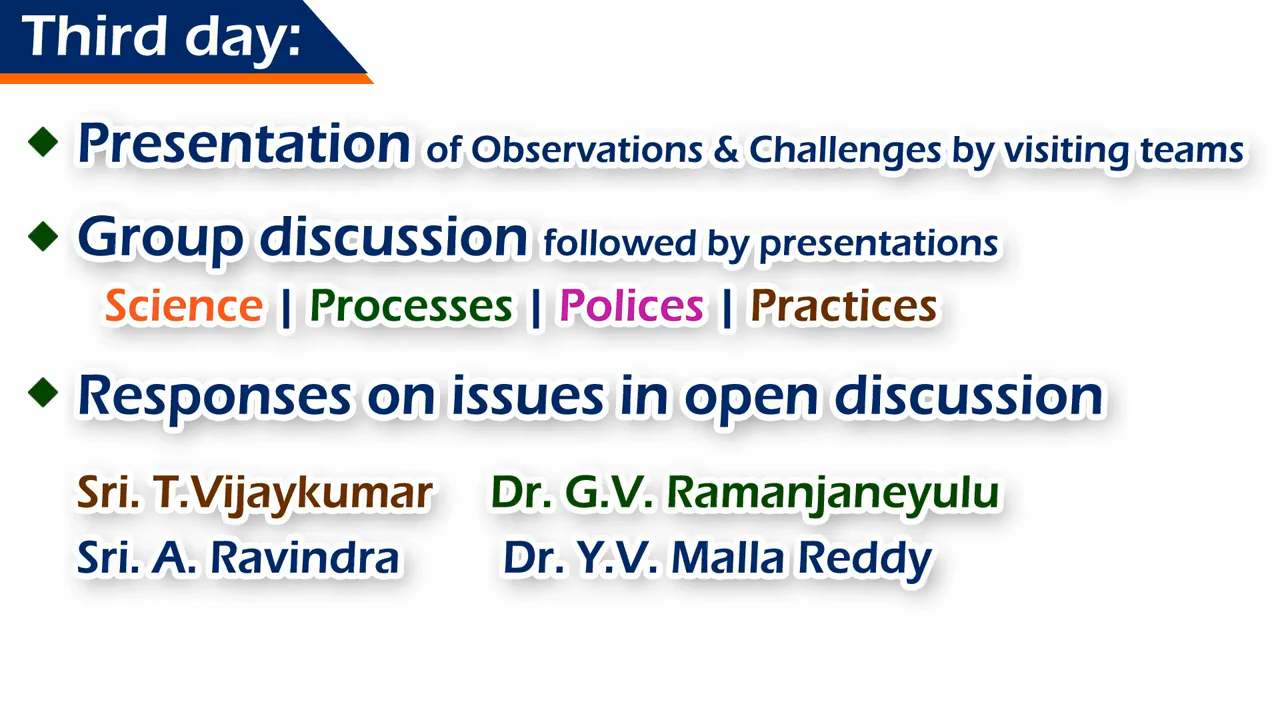 Third day:
Presentation of Observations & Challenges by visiting teams
Group discussion followed by presentations
Science | Processes | Polices | Practices
Responses on issues in open discussion
Sri. T.Vijaykumar Dr. G.V. Ramanjaneyulu
Sri. A. Ravindra Dr. Y.V. Malla Reddy